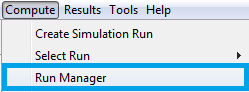 Compute Results Tools Help
Create Simulation Run
Select Run
Run Manager